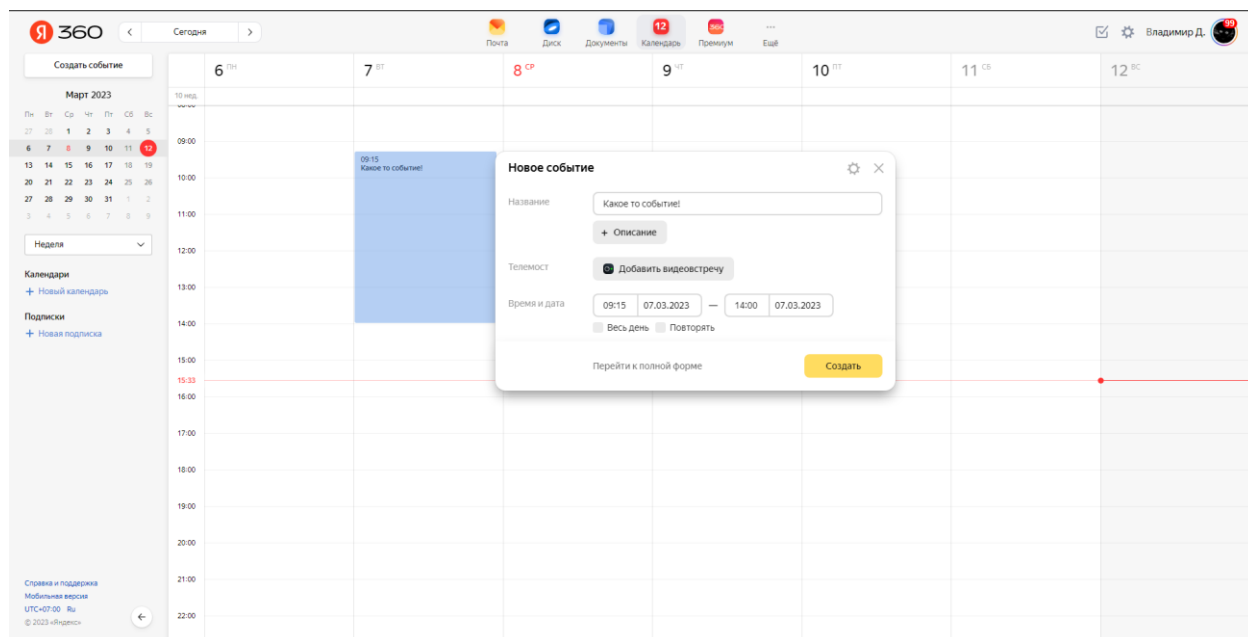 Я 360
Сегодня
Почта
Диск
Документы
12
Календарь
360
Премиум
Ещё
Владимир Д.
99
Создать событие
Март 2023
Пн Вт Ср Чт Пт Сб Вс
27 28 1 2 3 4 5
6 7 8 9 10 11 12
13 14 15 16 17 18 19
20 21 22 23 24 25 26
27 28 29 30 31 1 2
3 4 5 6 7 8 9
Неделя
Календари
+ Новый календарь
Подписки
+ Новая подписка
Справка и поддержка
Мобильная версия
UTC+07:00 Ru
© 2023 «Яндекс»
6 ПН
7 ВТ
8 СР
9 ЧТ
10 ПТ
11 СБ
12 ВС
10 нед.
09:00
10:00
11:00
12:00
13:00
14:00
15:00
15:33
16:00
17:00
18:00
19:00
20:00
21:00
22:00
09:15
Какое то событие!
Новое событие
Название
Какое то событие!
+ Описание
Телемост
Добавить видеовстречу
Время и дата
09:15 07.03.2023 — 14:00 07.03.2023
Весь день Повторять
Перейти к полной форме
Создать